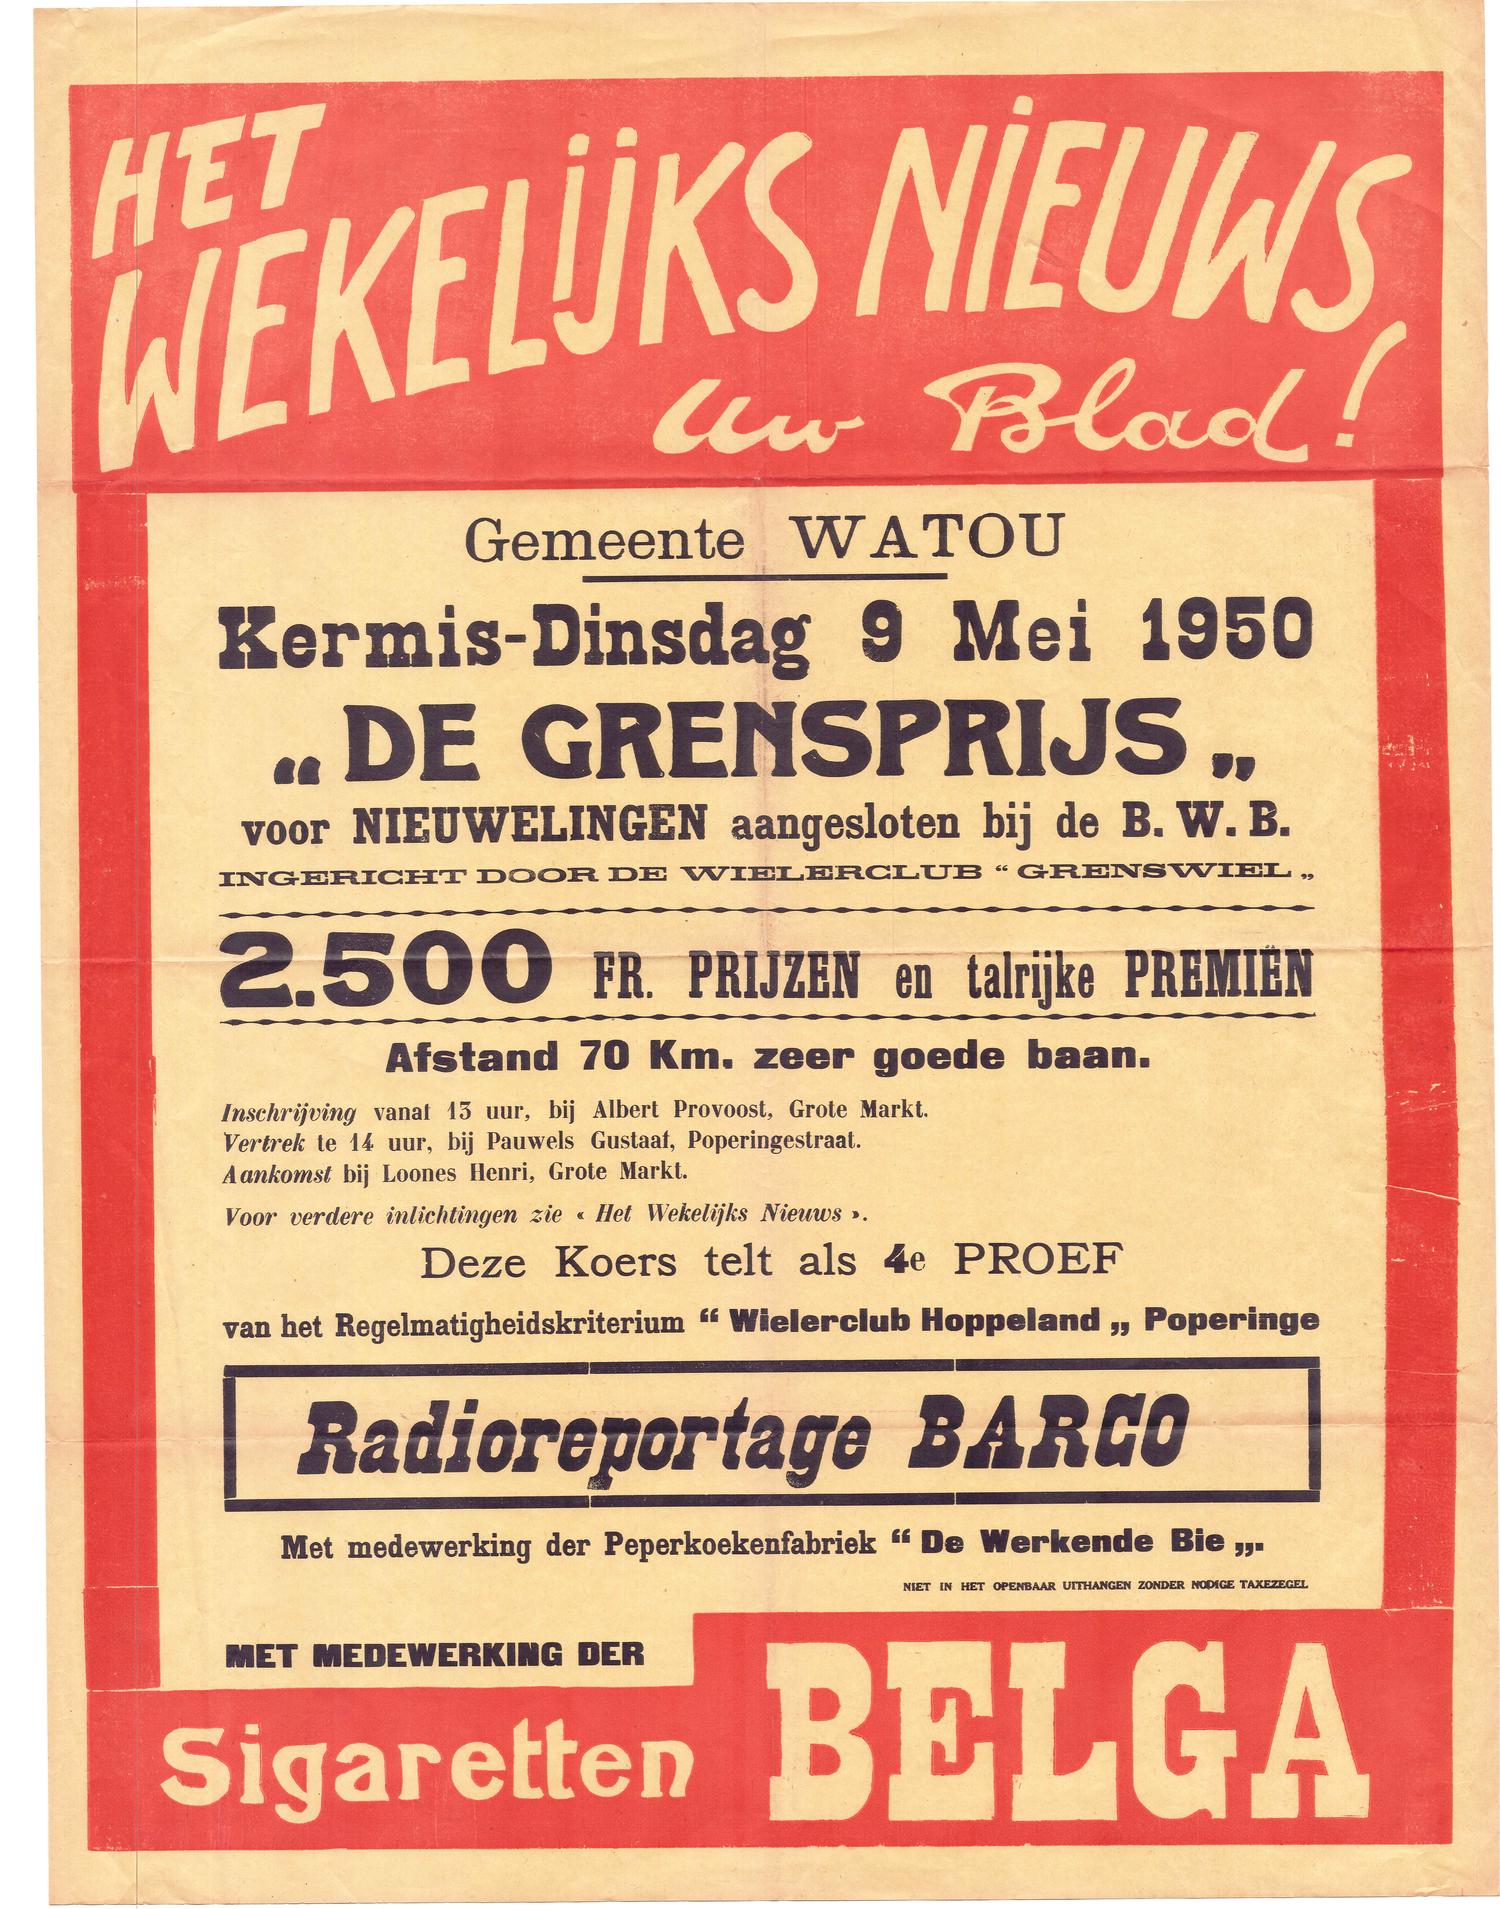 HET
WEKELIJKS NIEUWS,
Uw Blad!
Gemeente WATOU
Kermis-Dinsdag 9 Mei 1950
„ DE GRENSPRIJS „
voor NIEUWELINGEN aangesloten bij de B. W. B.
INGERICHT DOOR DE WIELERCLUB “ GRENSWIEL „
2.500 FR. PRIJZEN en talrijke PREMIËN
Afstand 70 Km. zeer goede baan.
Inschrijving vanaf 13 uur, bij Albert Provoost, Grote Markt.
Vertrek te 14 uur, bij Pauwels Gustaaf, Poperingestraat.
Aankomst bij Loones Henri, Grote Markt.
Voor verdere inlichtingen zie « Het Wekelijks Nieuws ».
Deze Koers telt als 4e PROEF
van het Regelmatigheidskriterium “ Wielerclub Hoppeland „ Poperinge
Radioreportage BARCO
Met medewerking der Peperkoekenfabriek “ De Werkende Bie „.
NIET IN HET OPENBAAR UITHANGEN ZONDER NODIGE TAXEZEGEL
MET MEDEWERKING DER
Sigaretten BELGA